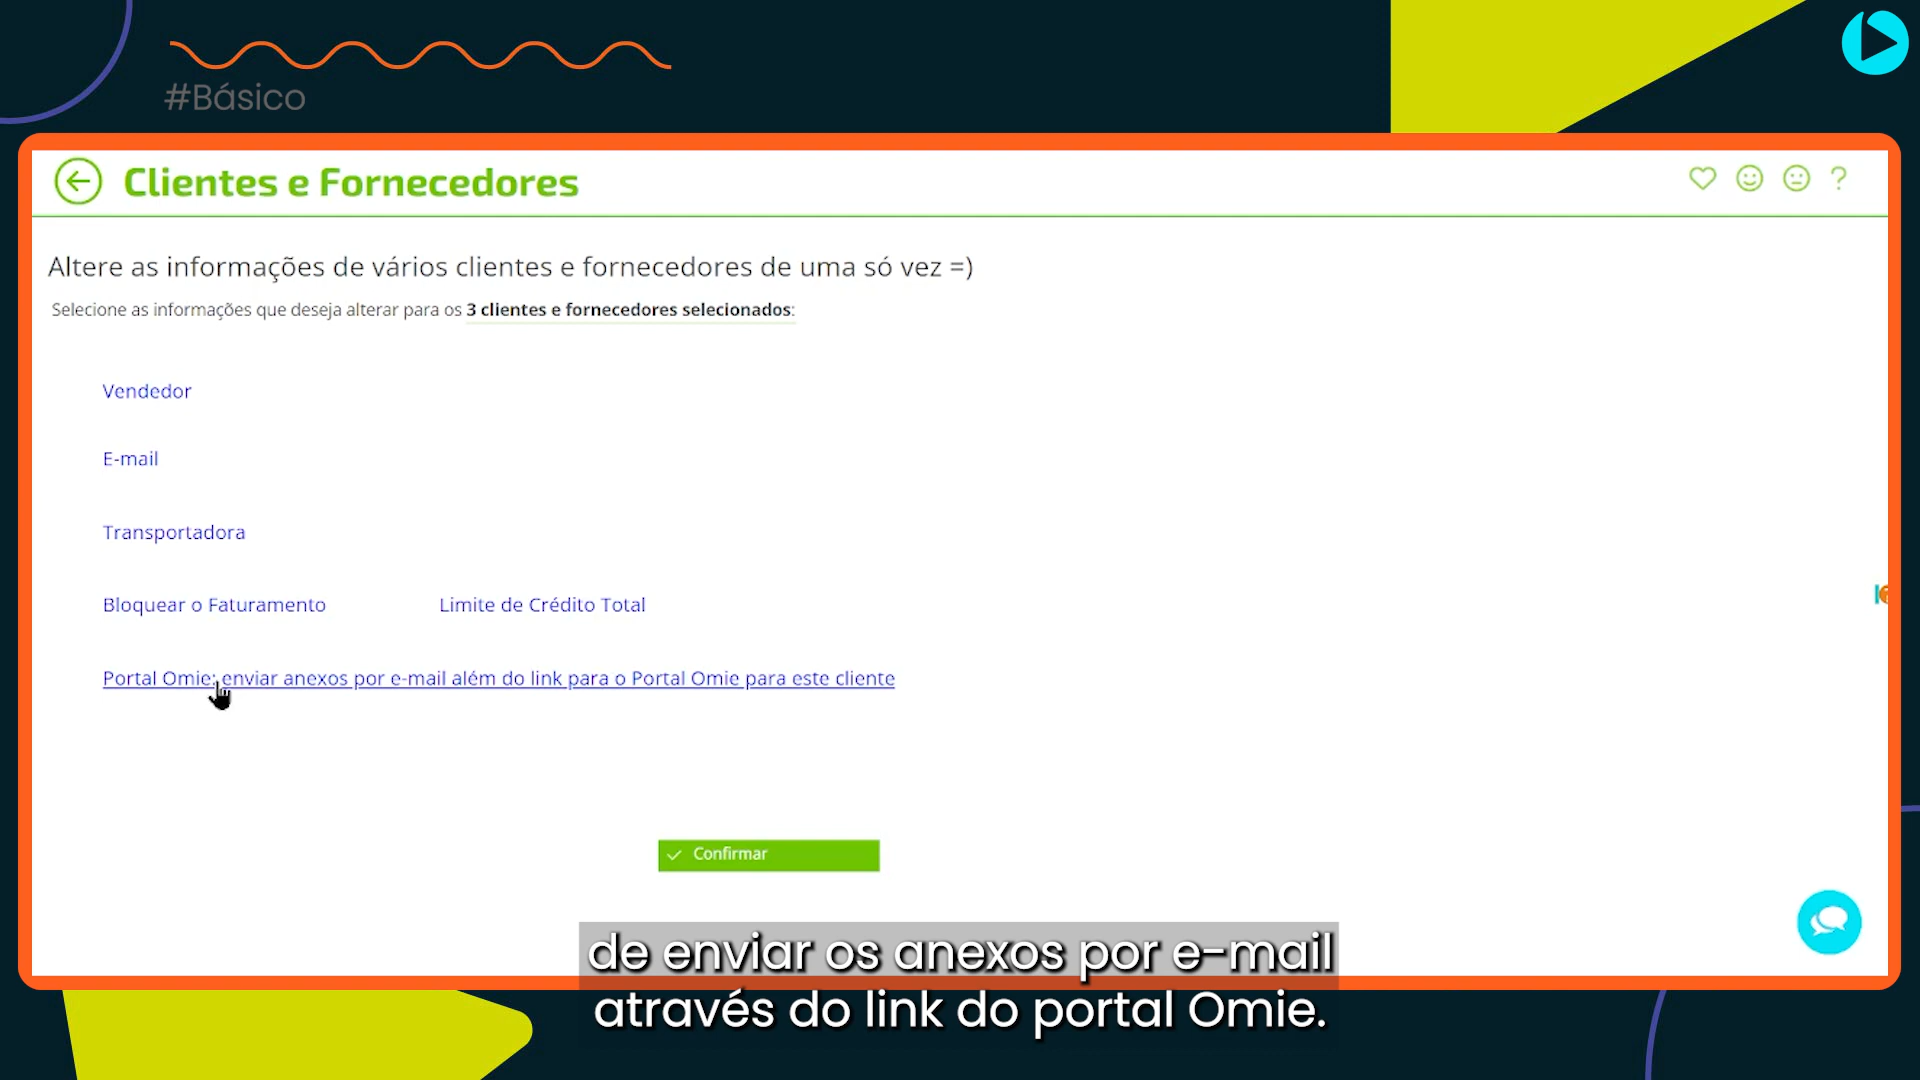 #Básico
Clientes e Fornecedores
Altere as informações de vários clientes e fornecedores de uma só vez =)
Selecione as informações que deseja alterar para os 3 clientes e fornecedores selecionados:
Vendedor
E-mail
Transportadora
Bloquear o Faturamento
Limite de Crédito Total
Portal Omie: enviar anexos por e-mail além do link para o Portal Omie para este cliente
Confirmar
de enviar os anexos por e-mail
através do link do portal Omie.